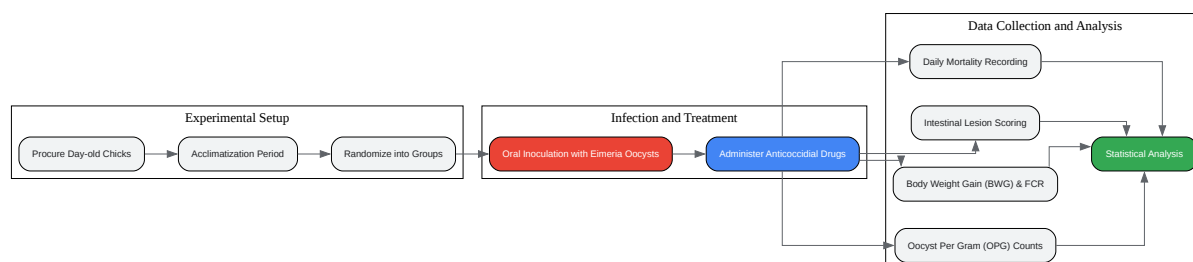 Experimental Setup
Procure Day-old Chicks
Acclimatization Period
Randomize into Groups
Infection and Treatment
Oral Inoculation with Eimeria Oocysts
Administer Anticoccidial Drugs
Data Collection and Analysis
Daily Mortality Recording
Intestinal Lesion Scoring
Body Weight Gain (BWG) & FCR
Oocyst Per Gram (OPG) Counts
Statistical Analysis